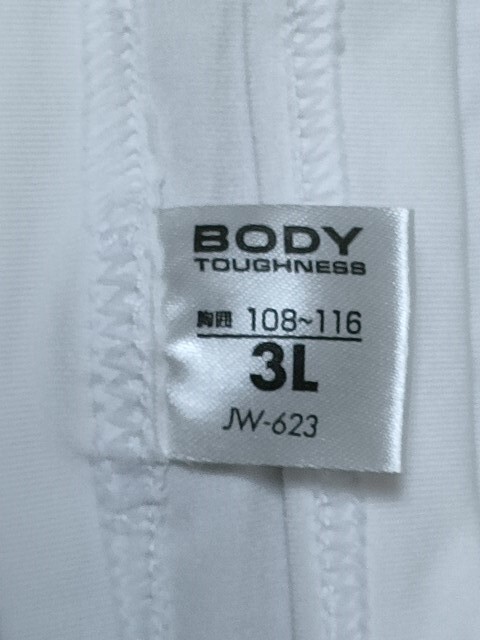 BODY
TOUGHNESS
胸囲 108~116
3L
JW-623